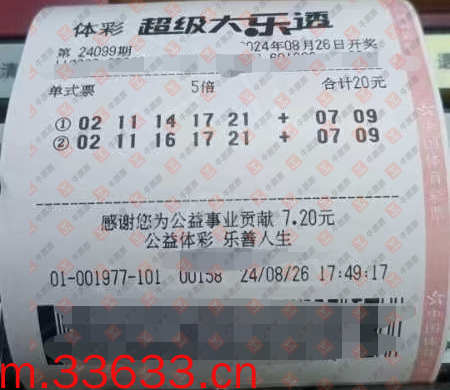 体彩 超级大乐透
第 24099期 2024年08月26日开奖
单式票 5倍 合计20元
① 02 11 14 17 21 + 07 09
② 02 11 16 17 21 + 07 09
感谢您为公益事业贡献 7.20元
公益体彩 乐善人生
01-001977-101 00158 24/08/26 17:49:17
m.33633.cn